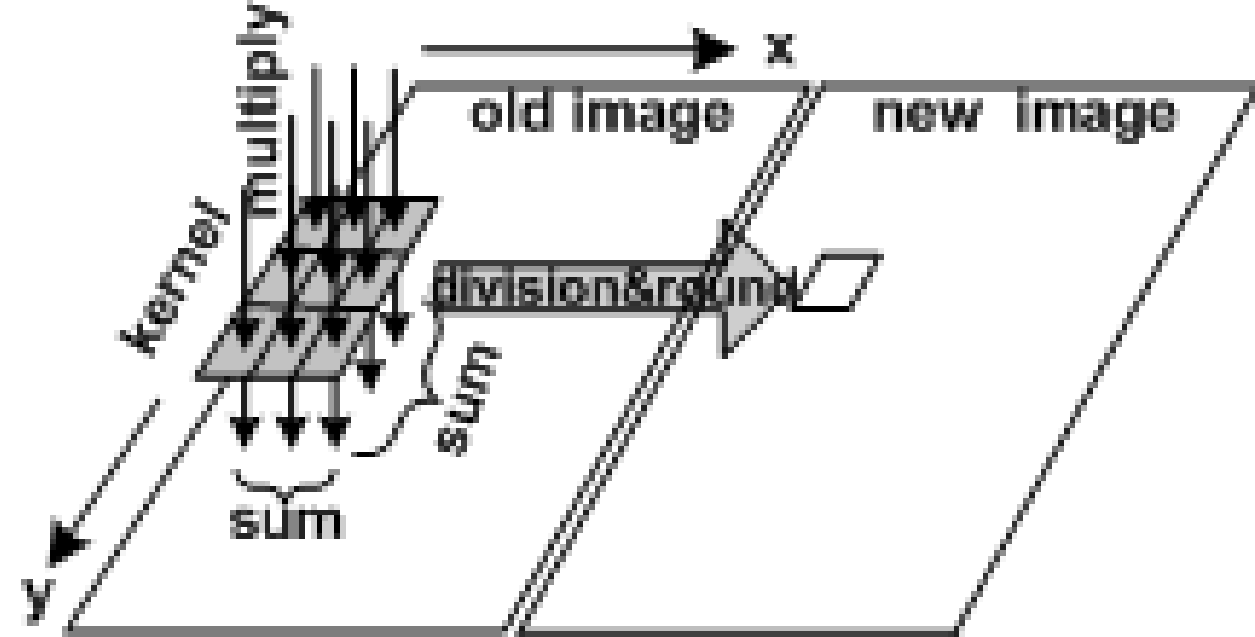 multiply
x
old image
new image
kernel
division&round
sum
sum
y